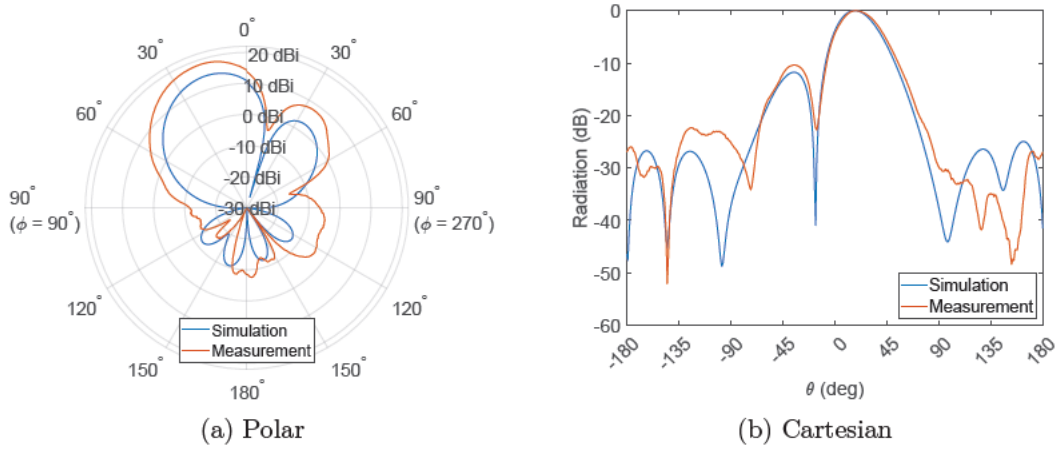 0°
30°
30°
60°
60°
90°
(ϕ = 90°)
90°
(ϕ = 270°)
120°
120°
150°
150°
180°
20 dBi
10 dBi
0 dBi
-10 dBi
-20 dBi
-30 dBi
Simulation
Measurement
(a) Polar
0
-10
-20
-30
-40
-50
-60
Radiation (dB)
-180
-135
-90
-45
0
45
90
135
180
θ (deg)
Simulation
Measurement
(b) Cartesian